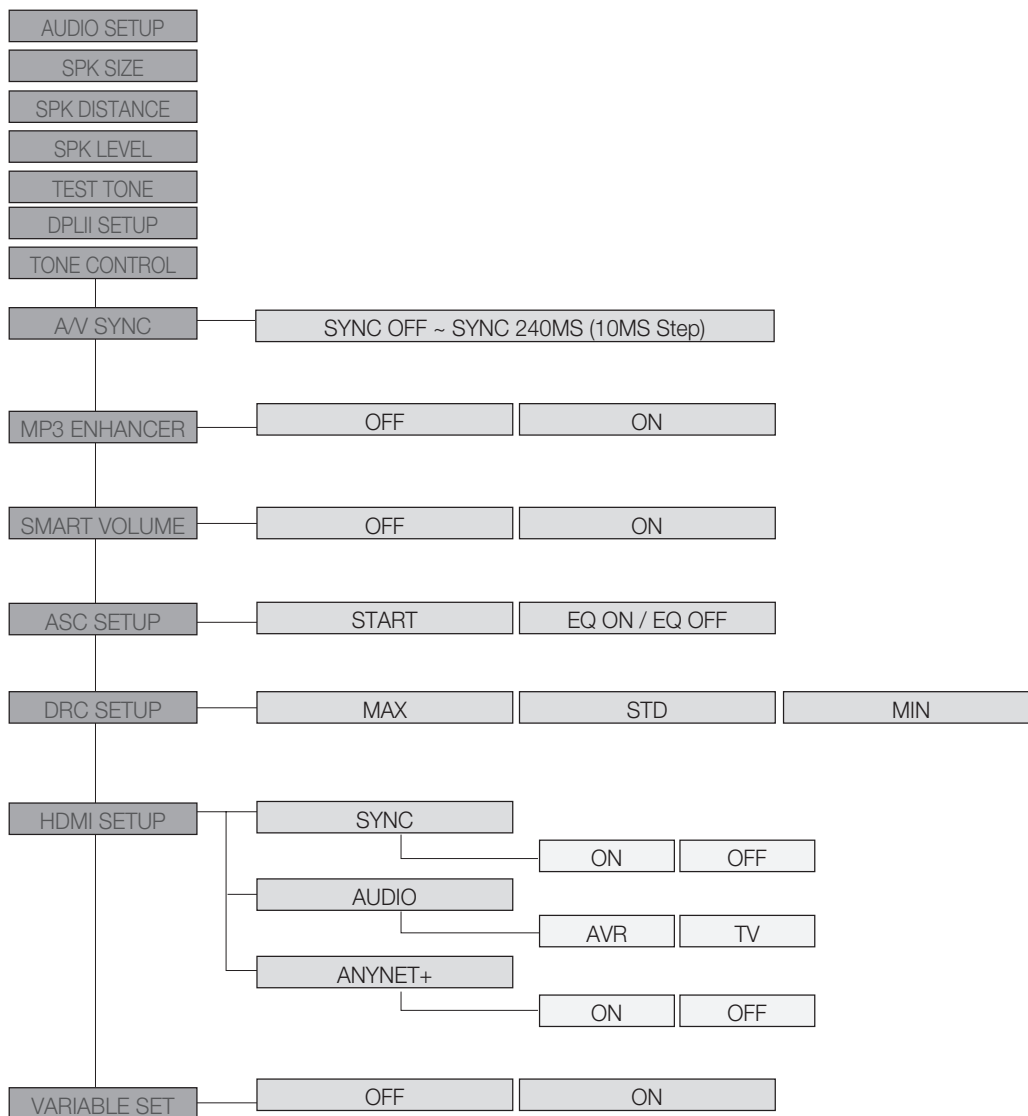 AUDIO SETUP
SPK SIZE
SPK DISTANCE
SPK LEVEL
TEST TONE
DPLII SETUP
TONE CONTROL
A/V SYNC
SYNC OFF ~ SYNC 240MS (10MS Step)
MP3 ENHANCER
OFF
ON
SMART VOLUME
OFF
ON
ASC SETUP
START
EQ ON / EQ OFF
DRC SETUP
MAX
STD
MIN
HDMI SETUP
SYNC
ON
OFF
AUDIO
AVR
TV
ANYNET+
ON
OFF
VARIABLE SET
OFF
ON